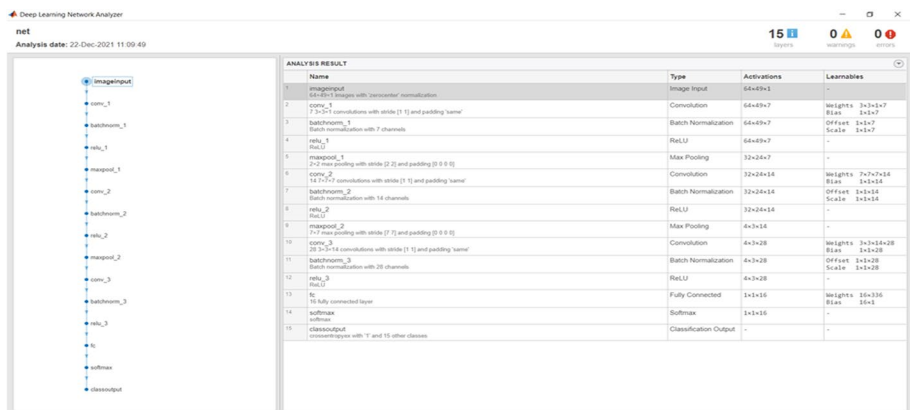 Deep Learning Network Analyzer
net
Analysis date: 22-Dec-2021 11:09:49
15 layers
0 warnings
0 errors
imageinput
conv_1
batchnorm_1
relu_1
maxpool_1
conv_2
batchnorm_2
relu_2
maxpool_2
conv_3
batchnorm_3
relu_3
fc
softmax
classoutput
ANALYSIS RESULT
Name Type Activations Learnables
1 imageinput Image Input 64×49×1 -
64×49×1 images with 'zerocenter' normalization
2 conv_1 Convolution 64×49×7 Weights 3×3×1×7
7 3×3×1 convolutions with stride [1 1] and padding 'same' Bias 1×1×7
3 batchnorm_1 Batch Normalization 64×49×7 Offset 1×1×7
Batch normalization with 7 channels Scale 1×1×7
4 relu_1 ReLU 64×49×7 -
ReLU
5 maxpool_1 Max Pooling 32×24×7 -
2×2 max pooling with stride [2 2] and padding [0 0 0 0]
6 conv_2 Convolution 32×24×14 Weights 7×7×7×14
14 7×7×7 convolutions with stride [1 1] and padding 'same' Bias 1×1×14
7 batchnorm_2 Batch Normalization 32×24×14 Offset 1×1×14
Batch normalization with 14 channels Scale 1×1×14
8 relu_2 ReLU 32×24×14 -
ReLU
9 maxpool_2 Max Pooling 4×3×14 -
7×7 max pooling with stride [7 7] and padding [0 0 0 0]
10 conv_3 Convolution 4×3×28 Weights 3×3×14×28
28 3×3×14 convolutions with stride [1 1] and padding 'same' Bias 1×1×28
11 batchnorm_3 Batch Normalization 4×3×28 Offset 1×1×28
Batch normalization with 28 channels Scale 1×1×28
12 relu_3 ReLU 4×3×28 -
ReLU
13 fc Fully Connected 1×1×16 Weights 16×336
16 fully connected layer Bias 16×1
14 softmax Softmax 1×1×16 -
softmax
15 classoutput Classification Output - -
crossentropyex with '1' and 15 other classes